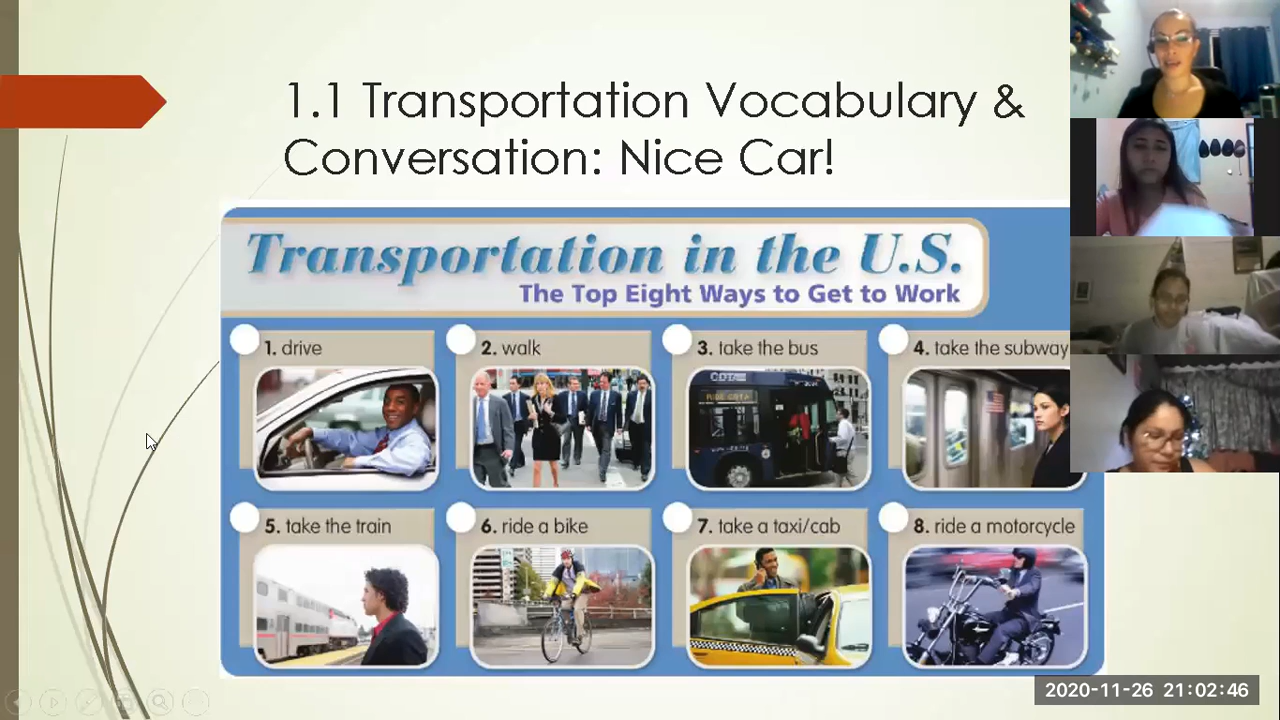 1.1 Transportation Vocabulary &
Conversation: Nice Car!
Transportation in the U.S.
The Top Eight Ways to Get to Work
1. drive
2. walk
3. take the bus
4. take the subway
5. take the train
6. ride a bike
7. take a taxi/cab
8. ride a motorcycle
2020-11-26 21:02:46